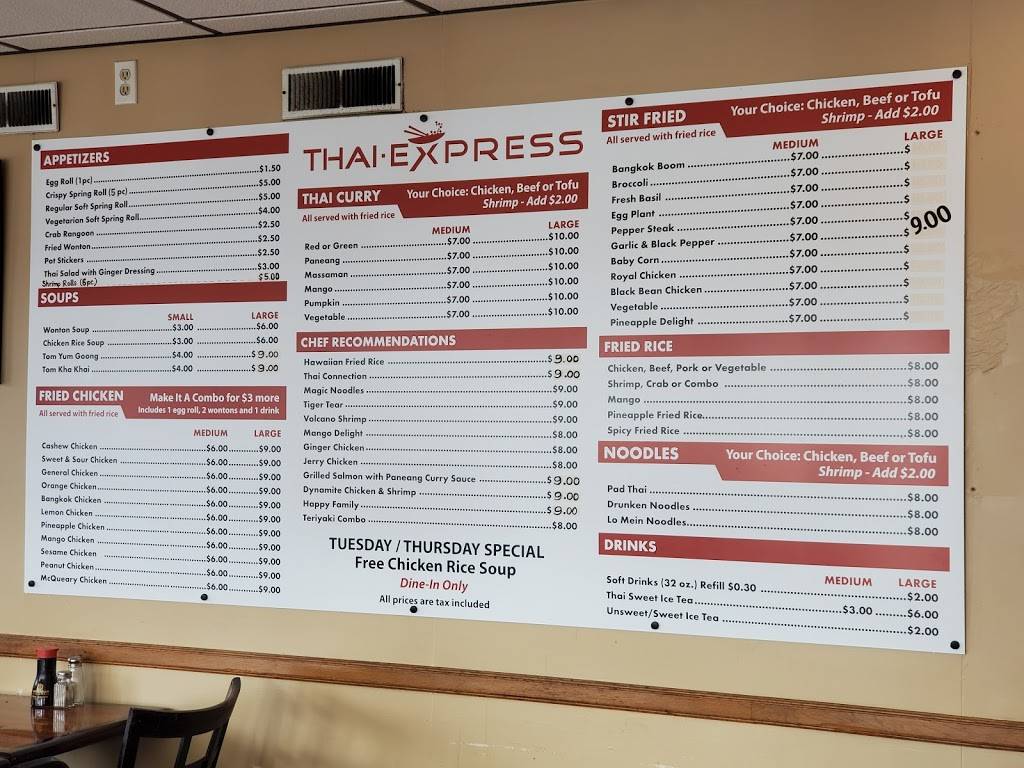 APPETIZERS
Egg Roll (1pc) $1.50
Crispy Spring Roll (5 pc) $5.00
Regular Soft Spring Roll $5.00
Vegetarian Soft Spring Roll $4.00
Crab Rangoon $2.50
Fried Wonton $2.50
Pot Stickers $2.50
Thai Salad with Ginger Dressing $3.00
Shrimp Rolls (6pc) $5.00
SOUPS
SMALL LARGE
Wonton Soup $3.00 $6.00
Chicken Rice Soup $3.00 $6.00
Tom Yum Goong $4.00 $9.00
Tom Kha Khai $4.00 $9.00
FRIED CHICKEN Make It A Combo for $3 more
All served with fried rice Includes 1 egg roll, 2 wontons and 1 drink
MEDIUM LARGE
Cashew Chicken $6.00 $9.00
Sweet & Sour Chicken $6.00 $9.00
General Chicken $6.00 $9.00
Orange Chicken $6.00 $9.00
Bangkok Chicken $6.00 $9.00
Lemon Chicken $6.00 $9.00
Pineapple Chicken $6.00 $9.00
Mango Chicken $6.00 $9.00
Sesame Chicken $6.00 $9.00
Peanut Chicken $6.00 $9.00
McQueary Chicken $6.00 $9.00
THAI·EXPRESS
THAI CURRY Your Choice: Chicken, Beef or Tofu
All served with fried rice Shrimp - Add $2.00
MEDIUM LARGE
Red or Green $7.00 $10.00
Paneang $7.00 $10.00
Massaman $7.00 $10.00
Mango $7.00 $10.00
Pumpkin $7.00 $10.00
Vegetable $7.00 $10.00
CHEF RECOMMENDATIONS
Hawaiian Fried Rice $9.00
Thai Connection $9.00
Magic Noodles $9.00
Tiger Tear $9.00
Volcano Shrimp $9.00
Mango Delight $8.00
Ginger Chicken $8.00
Jerry Chicken $8.00
Grilled Salmon with Paneang Curry Sauce $9.00
Dynamite Chicken & Shrimp $9.00
Happy Family $9.00
Teriyaki Combo $8.00
TUESDAY / THURSDAY SPECIAL
Free Chicken Rice Soup
Dine-In Only
All prices are tax included
STIR FRIED Your Choice: Chicken, Beef or Tofu
All served with fried rice Shrimp - Add $2.00
MEDIUM LARGE
Bangkok Boom $7.00 $
Broccoli $7.00 $
Fresh Basil $7.00 $
Egg Plant $7.00 $
Pepper Steak $7.00 $ 9.00
Garlic & Black Pepper $7.00 $
Baby Corn $7.00 $
Royal Chicken $7.00 $
Black Bean Chicken $7.00 $
Vegetable $7.00 $
Pineapple Delight $7.00 $
FRIED RICE
Chicken, Beef, Pork or Vegetable $8.00
Shrimp, Crab or Combo $8.00
Mango $8.00
Pineapple Fried Rice $8.00
Spicy Fried Rice $8.00
NOODLES Your Choice: Chicken, Beef or Tofu
Shrimp - Add $2.00
Pad Thai $8.00
Drunken Noodles $8.00
Lo Mein Noodles $8.00
DRINKS
MEDIUM LARGE
Soft Drinks (32 oz.) Refill $0.30 $2.00
Thai Sweet Ice Tea $3.00 $6.00
Unsweet/Sweet Ice Tea $2.00